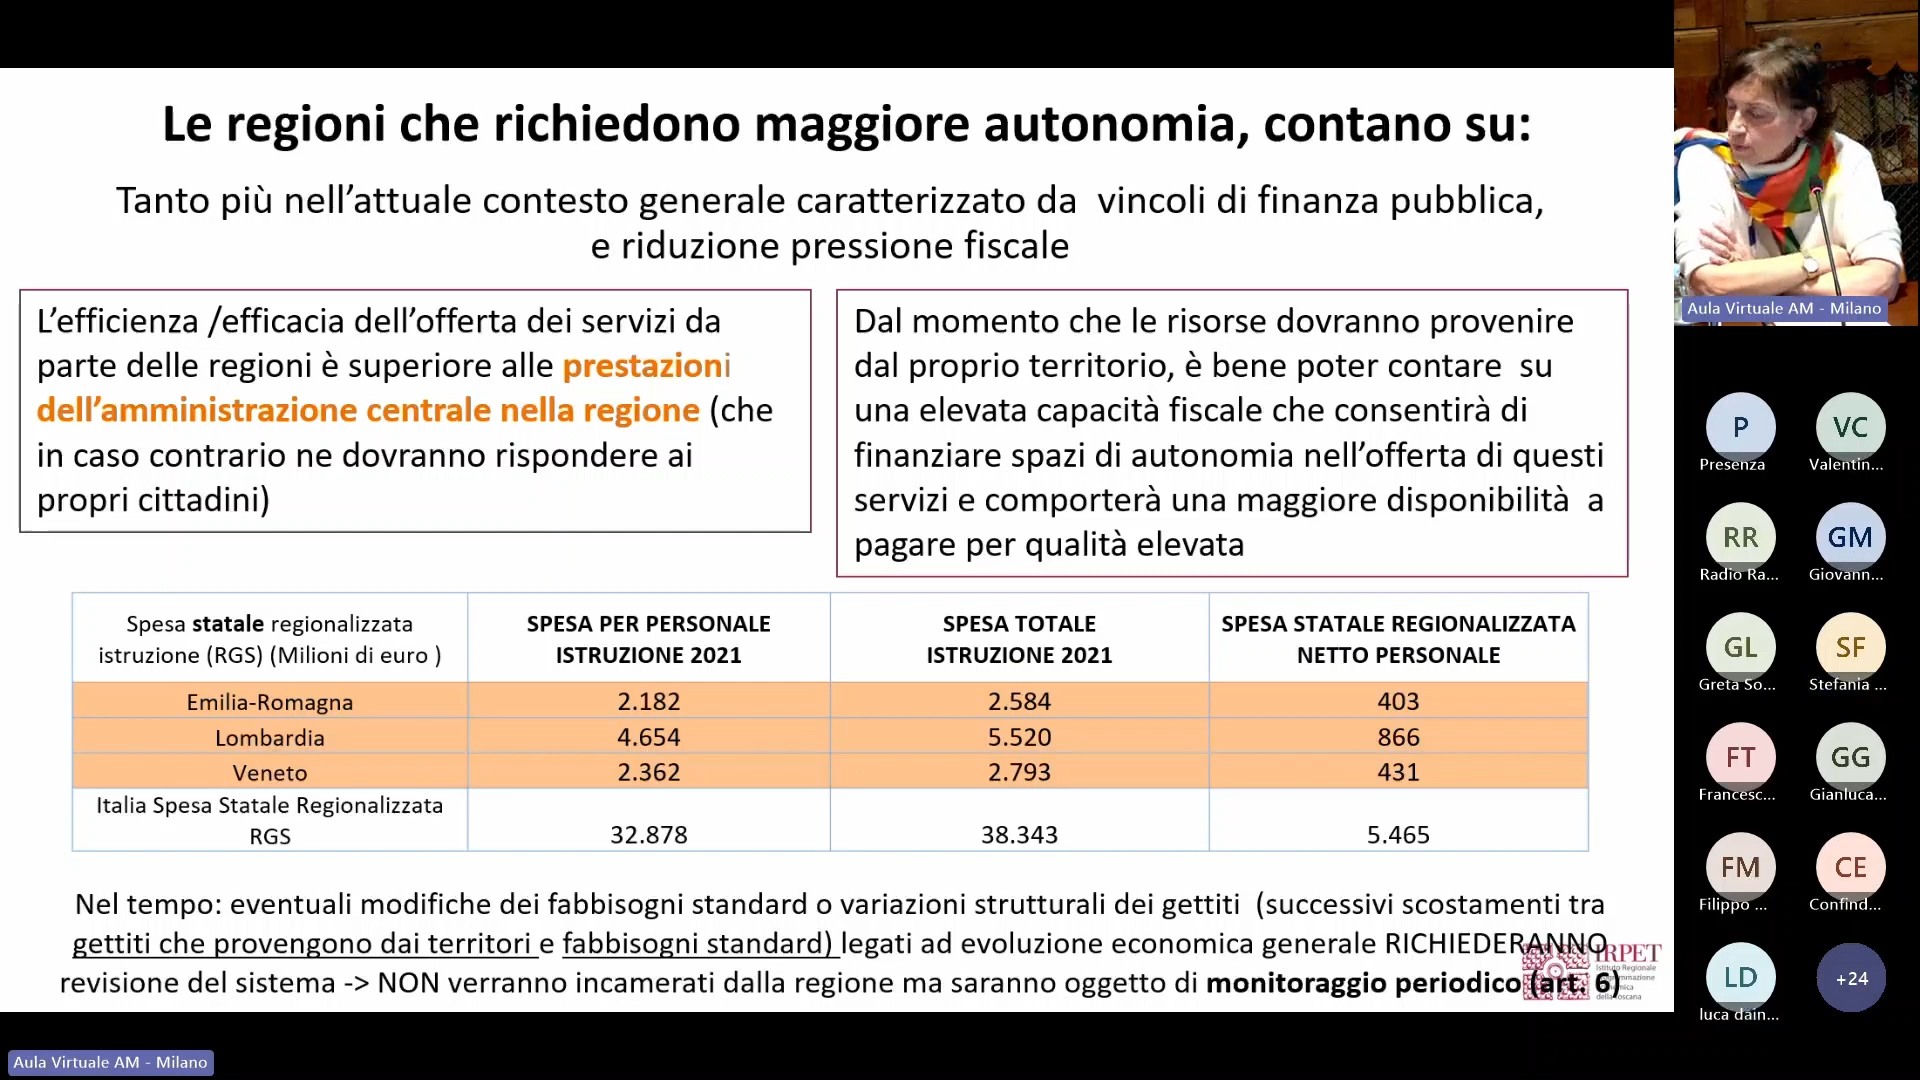 Le regioni che richiedono maggiore autonomia, contano su:
Tanto più nell’attuale contesto generale caratterizzato da vincoli di finanza pubblica,
e riduzione pressione fiscale
L’efficienza /efficacia dell’offerta dei servizi da
parte delle regioni è superiore alle prestazioni
dell’amministrazione centrale nella regione (che
in caso contrario ne dovranno rispondere ai
propri cittadini)
Dal momento che le risorse dovranno provenire
dal proprio territorio, è bene poter contare su
una elevata capacità fiscale che consentirà di
finanziare spazi di autonomia nell’offerta di questi
servizi e comporterà una maggiore disponibilità a
pagare per qualità elevata
Spesa statale regionalizzata
istruzione (RGS) (Milioni di euro )
SPESA PER PERSONALE
ISTRUZIONE 2021
SPESA TOTALE
ISTRUZIONE 2021
SPESA STATALE REGIONALIZZATA
NETTO PERSONALE
Emilia-Romagna 2.182 2.584 403
Lombardia 4.654 5.520 866
Veneto 2.362 2.793 431
Italia Spesa Statale Regionalizzata
RGS 32.878 38.343 5.465
Nel tempo: eventuali modifiche dei fabbisogni standard o variazioni strutturali dei gettiti (successivi scostamenti tra
gettiti che provengono dai territori e fabbisogni standard) legati ad evoluzione economica generale RICHIEDERANNO
revisione del sistema -> NON verranno incamerati dalla regione ma saranno oggetto di monitoraggio periodico (art. 6)
IRPET
Istituto Regionale
della Toscana
Aula Virtuale AM - Milano
P
Presenza
VC
Valentin...
RR
Radio Ra...
GM
Giovann...
GL
Greta So...
SF
Stefania ...
FT
Francesc...
GG
Gianluca...
FM
Filippo ...
CE
Confind...
LD
luca dain...
+24
Aula Virtuale AM - Milano